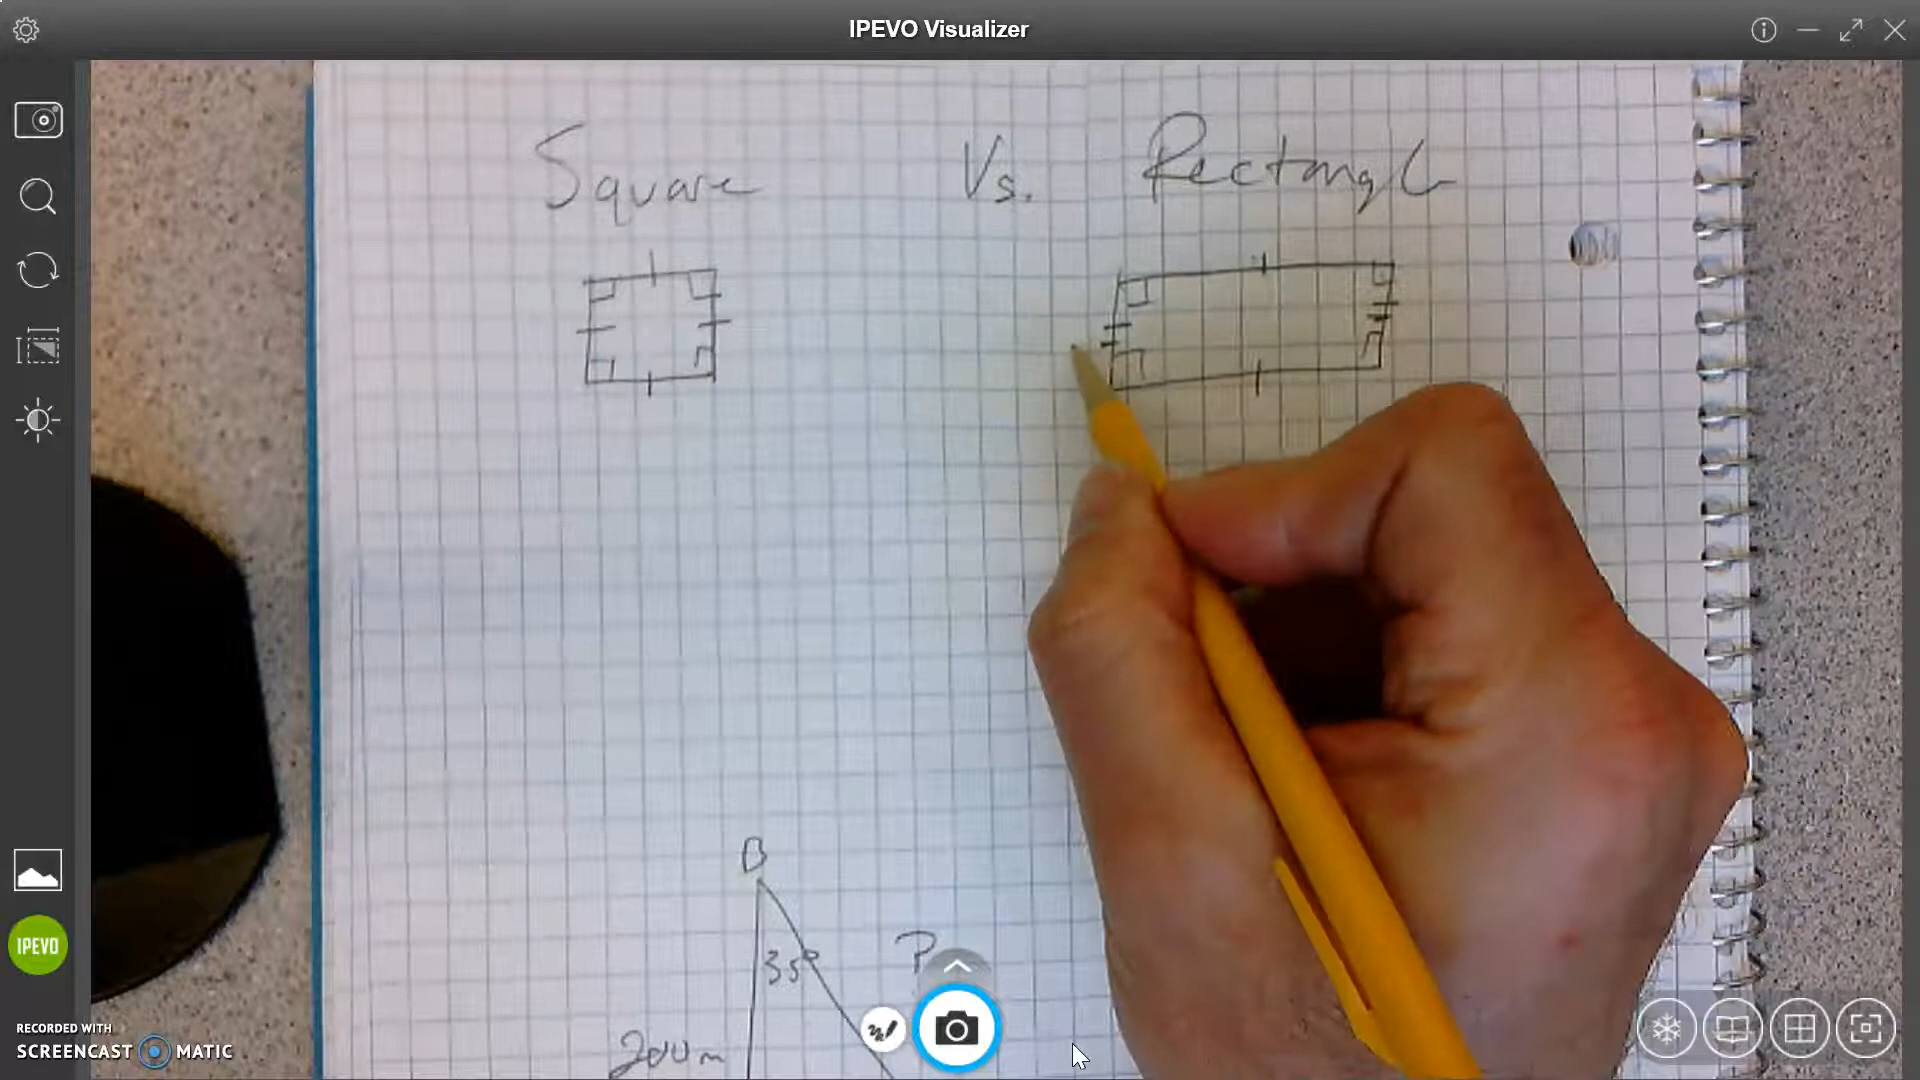 IPEVO Visualizer
Square Vs. Rectangle
B
35°
?
200m
IPEVO
RECORDED WITH
SCREENCAST MATIC